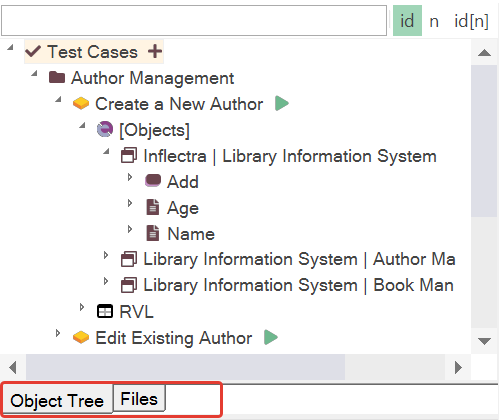 id n id[n]
Test Cases
Author Management
Create a New Author
[Objects]
Inflectra | Library Information System
Add
Age
Name
Library Information System | Author Ma
Library Information System | Book Man
RVL
Edit Existing Author
Object Tree Files